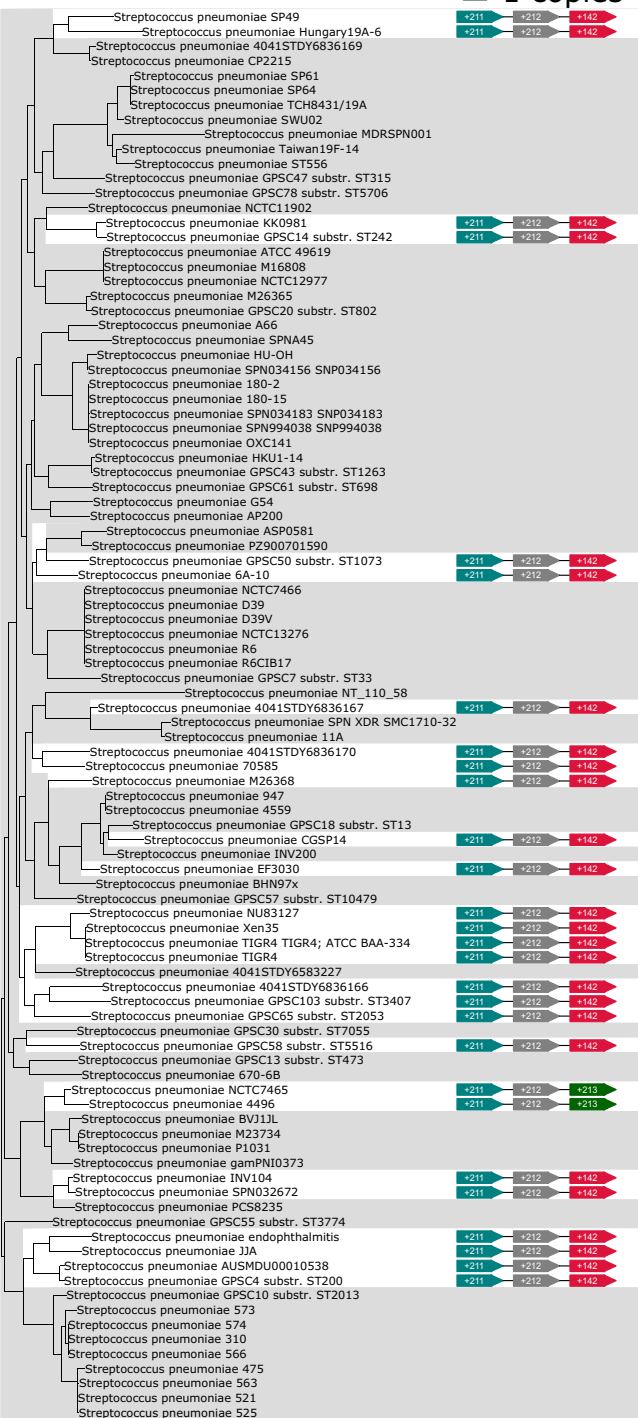 Streptococcus pneumoniae SP49 +211 +212 +142
Streptococcus pneumoniae Hungary19A-6 +211 +212 +142
Streptococcus pneumoniae 4041STDY6836169
Streptococcus pneumoniae CP2215
Streptococcus pneumoniae SP61
Streptococcus pneumoniae SP64
Streptococcus pneumoniae TCH8431/19A
Streptococcus pneumoniae SWU02
Streptococcus pneumoniae MDRSPN001
Streptococcus pneumoniae Taiwan19F-14
Streptococcus pneumoniae ST556
Streptococcus pneumoniae GPSC47 substr. ST315
Streptococcus pneumoniae GPSC78 substr. ST5706
Streptococcus pneumoniae NCTC11902
Streptococcus pneumoniae KK0981 +211 +212 +142
Streptococcus pneumoniae GPSC14 substr. ST242 +211 +212 +142
Streptococcus pneumoniae ATCC 49619
Streptococcus pneumoniae M16808
Streptococcus pneumoniae NCTC12977
Streptococcus pneumoniae M26365
Streptococcus pneumoniae GPSC20 substr. ST802
Streptococcus pneumoniae A66
Streptococcus pneumoniae SPNA45
Streptococcus pneumoniae HU-OH
Streptococcus pneumoniae SPN034156 SNP034156
Streptococcus pneumoniae 180-2
Streptococcus pneumoniae 180-15
Streptococcus pneumoniae SPN034183 SNP034183
Streptococcus pneumoniae SPN994038 SNP994038
Streptococcus pneumoniae OXC141
Streptococcus pneumoniae HKU1-14
Streptococcus pneumoniae GPSC43 substr. ST1263
Streptococcus pneumoniae GPSC61 substr. ST698
Streptococcus pneumoniae G54
Streptococcus pneumoniae AP200
Streptococcus pneumoniae ASP0581
Streptococcus pneumoniae PZ900701590
Streptococcus pneumoniae GPSC50 substr. ST1073 +211 +212 +142
Streptococcus pneumoniae 6A-10 +211 +212 +142
Streptococcus pneumoniae NCTC7466
Streptococcus pneumoniae D39
Streptococcus pneumoniae D39V
Streptococcus pneumoniae NCTC13276
Streptococcus pneumoniae R6
Streptococcus pneumoniae R6CIB17
Streptococcus pneumoniae GPSC7 substr. ST33
Streptococcus pneumoniae NT_110_58
Streptococcus pneumoniae 4041STDY6836167 +211 +212 +142
Streptococcus pneumoniae SPN XDR SMC1710-32
Streptococcus pneumoniae 11A
Streptococcus pneumoniae 4041STDY6836170 +211 +212 +142
Streptococcus pneumoniae 70585 +211 +212 +142
Streptococcus pneumoniae M26368 +211 +212 +142
Streptococcus pneumoniae 947
Streptococcus pneumoniae 4559
Streptococcus pneumoniae GPSC18 substr. ST13
Streptococcus pneumoniae CGSP14 +211 +212 +142
Streptococcus pneumoniae INV200
Streptococcus pneumoniae EF3030 +211 +212 +142
Streptococcus pneumoniae BHN97x
Streptococcus pneumoniae GPSC57 substr. ST10479
Streptococcus pneumoniae NU83127 +211 +212 +142
Streptococcus pneumoniae Xen35 +211 +212 +142
Streptococcus pneumoniae TIGR4 TIGR4; ATCC BAA-334 +211 +212 +142
Streptococcus pneumoniae TIGR4 +211 +212 +142
Streptococcus pneumoniae 4041STDY6583227
Streptococcus pneumoniae 4041STDY6836166 +211 +212 +142
Streptococcus pneumoniae GPSC103 substr. ST3407 +211 +212 +142
Streptococcus pneumoniae GPSC65 substr. ST2053 +211 +212 +142
Streptococcus pneumoniae GPSC30 substr. ST7055
Streptococcus pneumoniae GPSC58 substr. ST5516 +211 +212 +142
Streptococcus pneumoniae GPSC13 substr. ST473
Streptococcus pneumoniae 670-6B
Streptococcus pneumoniae NCTC7465 +211 +212 +213
Streptococcus pneumoniae 4496 +211 +212 +213
Streptococcus pneumoniae BVJ1JL
Streptococcus pneumoniae M23734
Streptococcus pneumoniae P1031
Streptococcus pneumoniae gamPNI0373
Streptococcus pneumoniae INV104 +211 +212 +142
Streptococcus pneumoniae SPN032672 +211 +212 +142
Streptococcus pneumoniae PCS8235
Streptococcus pneumoniae GPSC55 substr. ST3774
Streptococcus pneumoniae endophthalmitis +211 +212 +142
Streptococcus pneumoniae JJA +211 +212 +142
Streptococcus pneumoniae AUSMDU00010538 +211 +212 +142
Streptococcus pneumoniae GPSC4 substr. ST200 +211 +212 +142
Streptococcus pneumoniae GPSC10 substr. ST2013
Streptococcus pneumoniae 573
Streptococcus pneumoniae 574
Streptococcus pneumoniae 310
Streptococcus pneumoniae 566
Streptococcus pneumoniae 475
Streptococcus pneumoniae 563
Streptococcus pneumoniae 521
Streptococcus pneumoniae 525